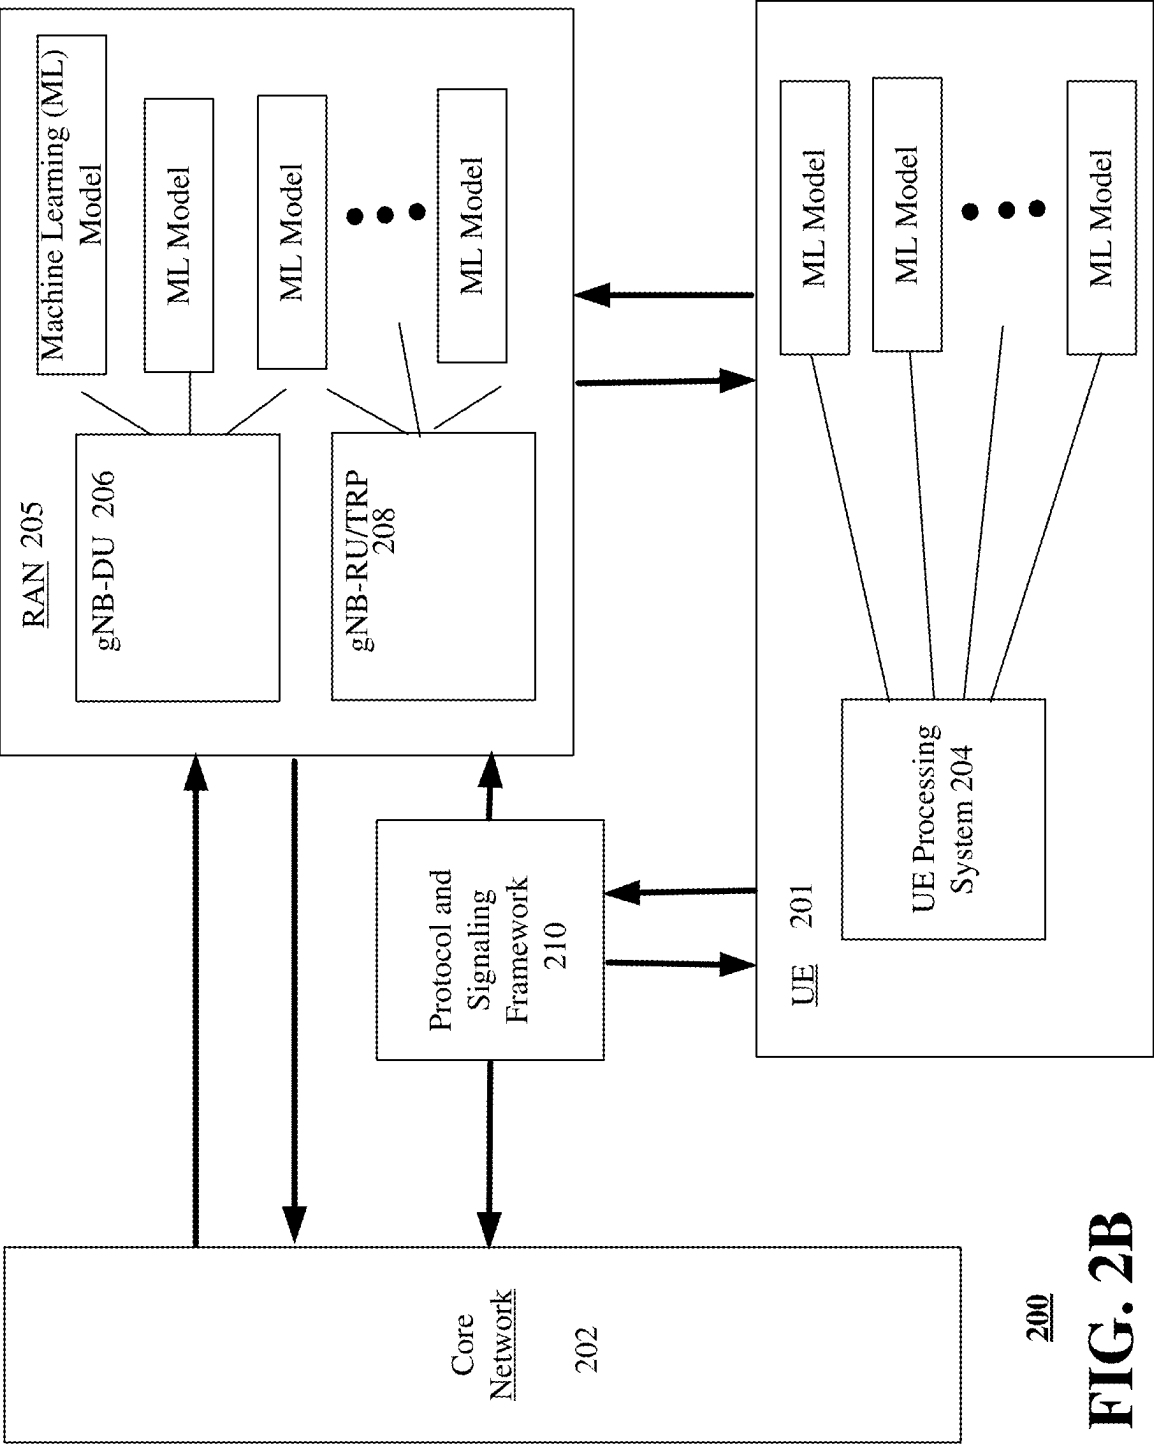 RAN 205
Machine Learning (ML)
Model
gNB-DU 206
ML Model
ML Model
gNB-RU/TRP
208
ML Model
Core
Network
202
Protocol and
Signaling
Framework
210
UE 201
UE Processing
System 204
ML Model
ML Model
ML Model
200
FIG. 2B